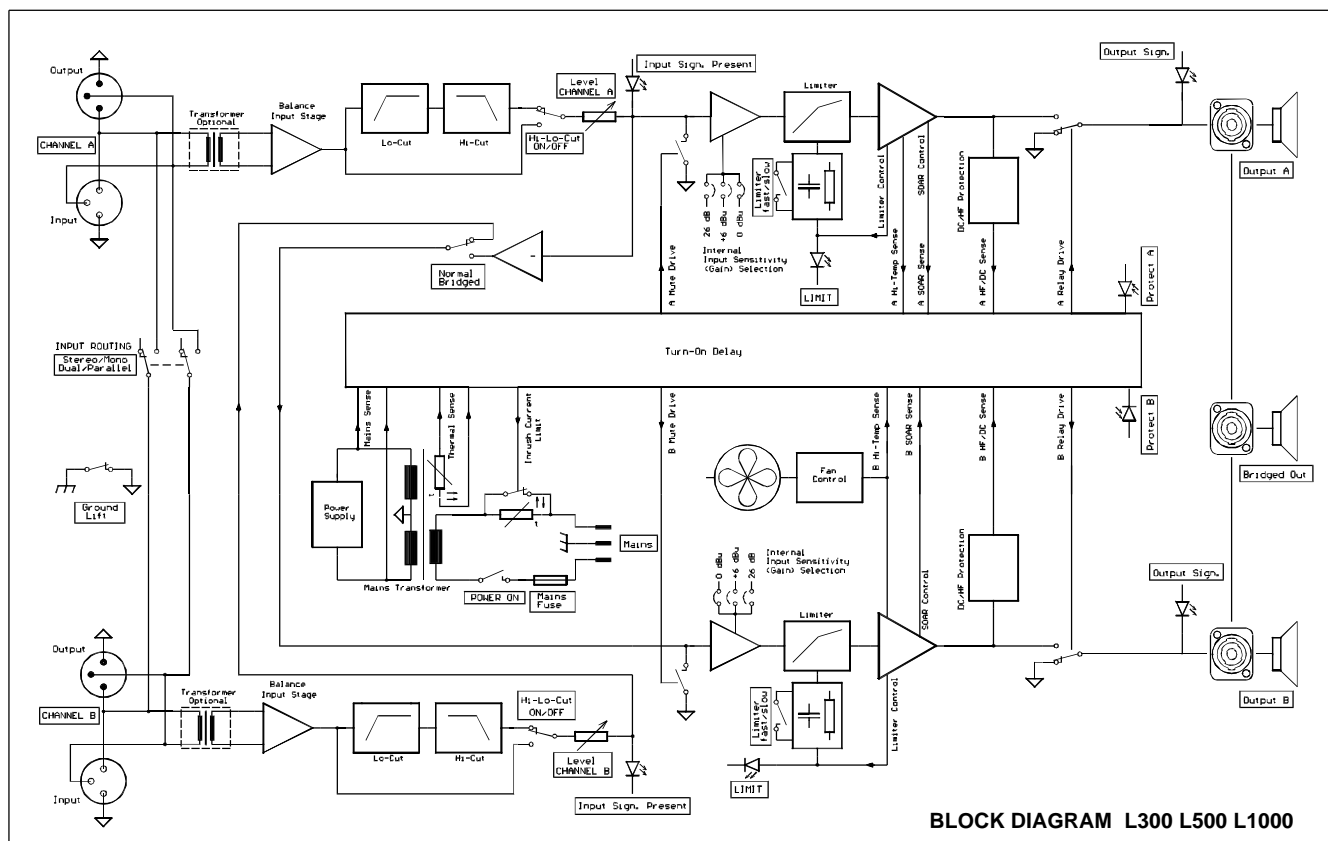 Output
CHANNEL A
Input
Transformer
Optional
Balance
Input Stage
Lo-Cut
Hi-Cut
Hi-Lo-Cut
ON/OFF
Level
CHANNEL A
Input Sign. Present
26 dB
+6 dBu
0 dBu
Internal
Input Sensitivity
(Gain) Selection
Limiter
Limiter
fast/slow
LIMIT
Limiter Control
SOAR Control
DC/HF Protection
Output Sign.
Output A
Normal
Bridged
-
A Mute Drive
A Hi-Temp Sense
A SOAR Sense
A HF/DC Sense
A Relay Drive
Protect A
INPUT ROUTING
Stereo/Mono
Dual/Parallel
Turn-On Delay
Mains Sense
Thermal Sense
Inrush Current
Limit
B Mute Drive
B Hi-Temp Sense
B SOAR Sense
B HF/DC Sense
B Relay Drive
Protect B
Bridged Out
Ground
Lift
Power
Supply
t
t
Mains
Mains Transformer
POWER ON
Mains
Fuse
Fan
Control
0 dBu
+6 dBu
26 dB
Internal
Input Sensitivity
(Gain) Selection
Limiter
SOAR Control
DC/HF Protection
Output Sign.
Output B
Output
CHANNEL B
Input
Transformer
Optional
Balance
Input Stage
Lo-Cut
Hi-Cut
Hi-Lo-Cut
ON/OFF
Level
CHANNEL B
Input Sign. Present
Limiter
fast/slow
LIMIT
Limiter Control
BLOCK DIAGRAM L300 L500 L1000